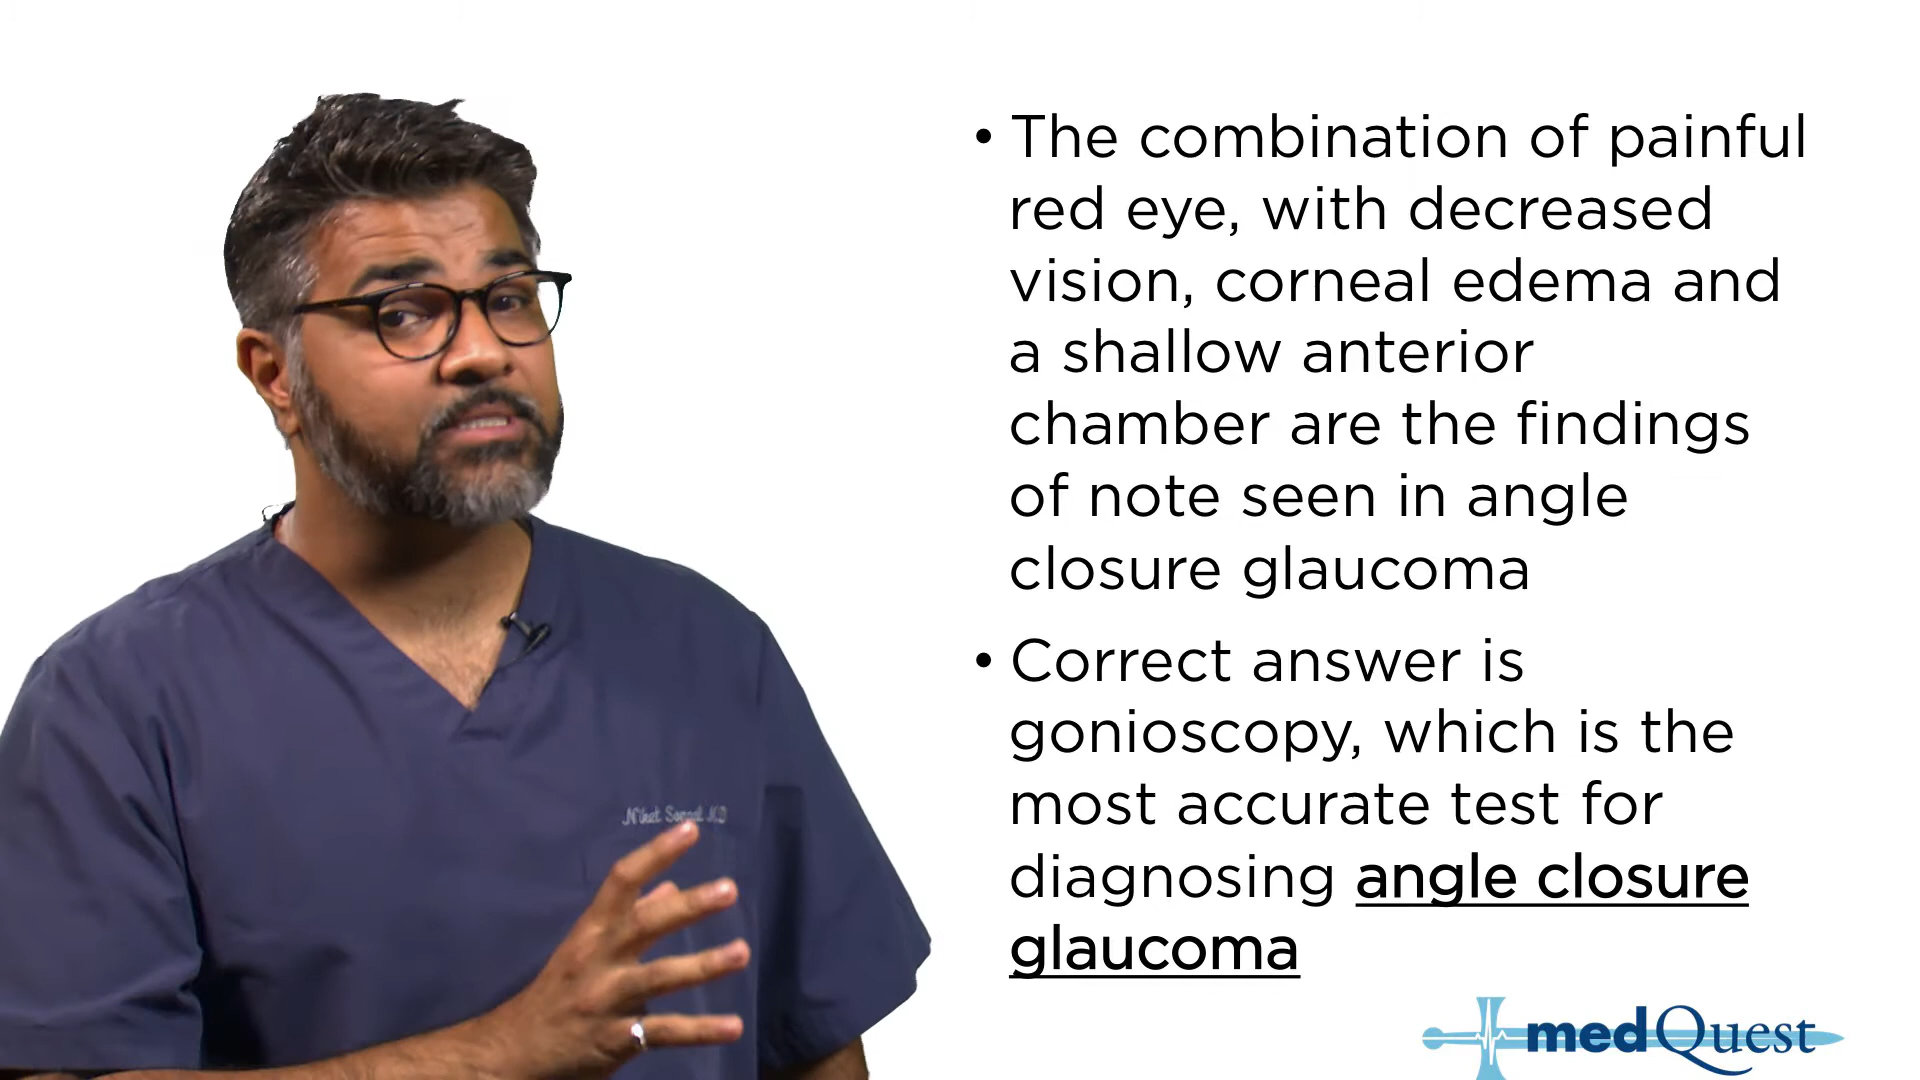 • The combination of painful
red eye, with decreased
vision, corneal edema and
a shallow anterior
chamber are the findings
of note seen in angle
closure glaucoma
• Correct answer is
gonioscopy, which is the
most accurate test for
diagnosing angle closure
glaucoma
medQuest